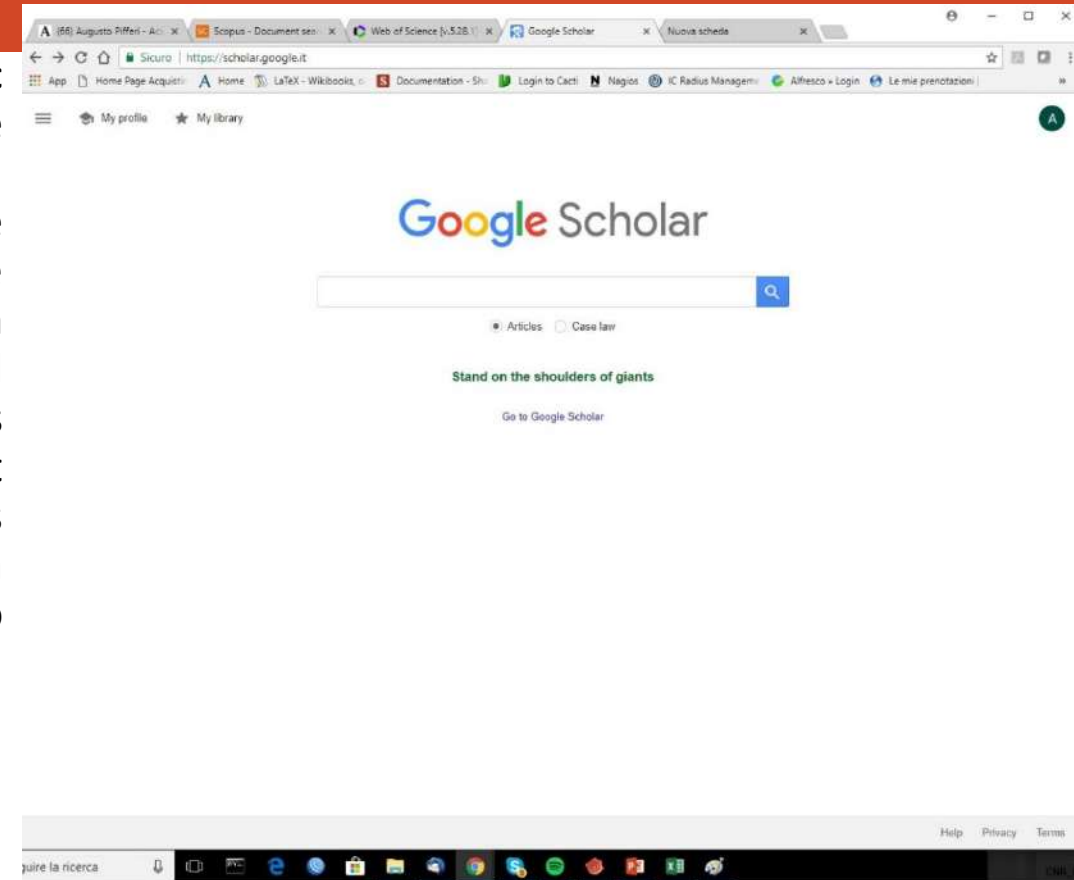 (66) Augusto Pifferi - Ac
Scopus - Document sea
Web of Science [v.5.28.1]
Google Scholar
Nuova scheda
Sicuro | https://scholar.google.it
App Home Page Acquisti Home LaTeX - Wikibooks, Documentation - Sh Login to Cacti Nagios IC Radius Manageme Alfresco » Login Le mie prenotazioni
My profile My library
A
Google Scholar
Articles Case law
Stand on the shoulders of giants
Go to Google Scholar
Help Privacy Terms
guire la ricerca